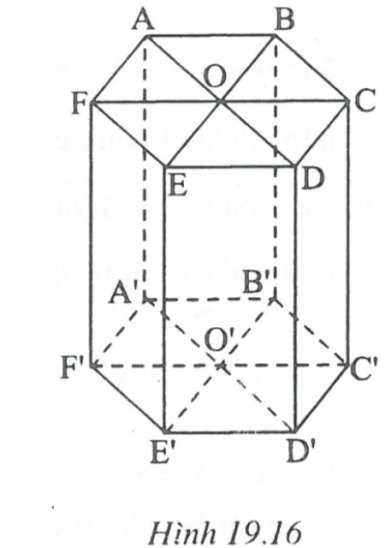 A B
F O C
E D
A' B'
F' O' C'
E' D'
Hình 19.16